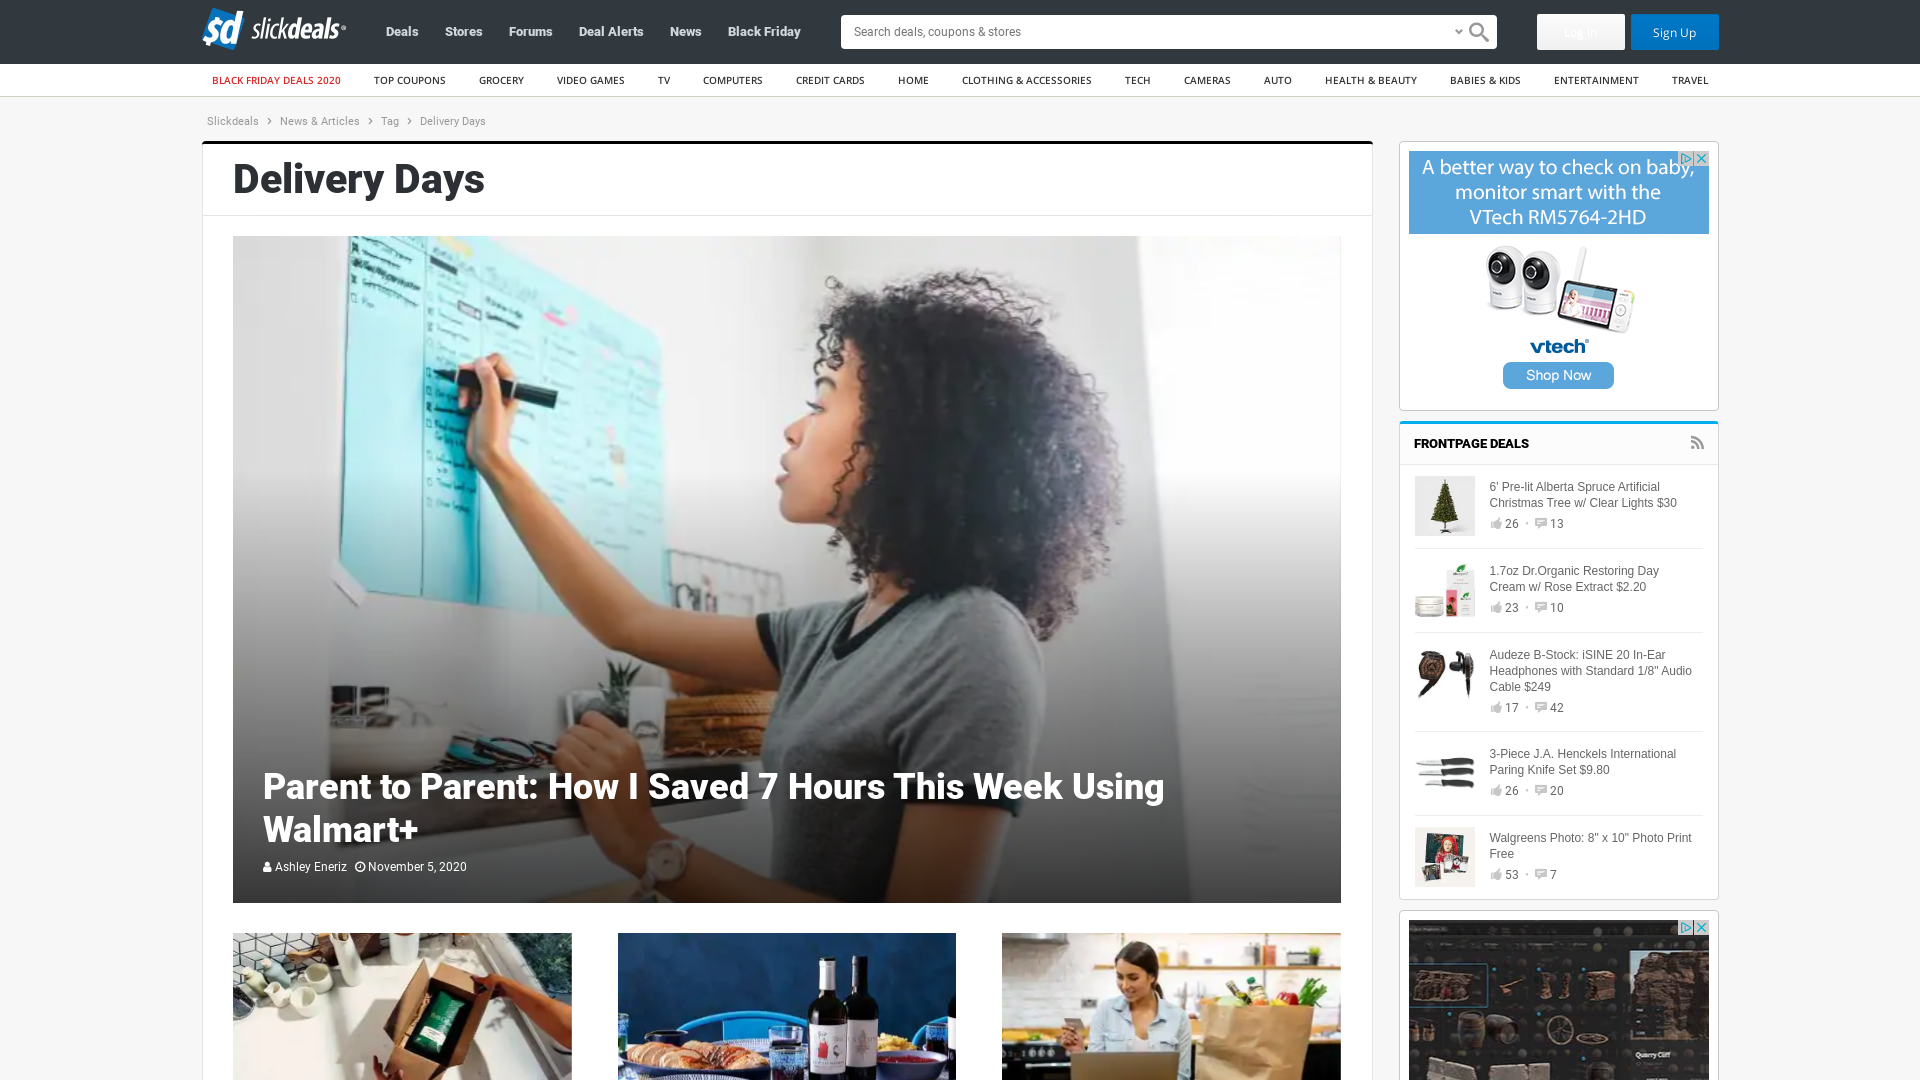 slickdeals
Deals
Stores
Forums
Deal Alerts
News
Black Friday
Search deals, coupons & stores
Log In
Sign Up
BLACK FRIDAY DEALS 2020
TOP COUPONS
GROCERY
VIDEO GAMES
TV
COMPUTERS
CREDIT CARDS
HOME
CLOTHING & ACCESSORIES
TECH
CAMERAS
AUTO
HEALTH & BEAUTY
BABIES & KIDS
ENTERTAINMENT
TRAVEL
Slickdeals > News & Articles > Tag > Delivery Days
Delivery Days
Parent to Parent: How I Saved 7 Hours This Week Using
Walmart+
Ashley Eneriz November 5, 2020
A better way to check on baby,
monitor smart with the
VTech RM5764-2HD
vtech
Shop Now
FRONTPAGE DEALS
6' Pre-lit Alberta Spruce Artificial
Christmas Tree w/ Clear Lights $30
26 • 13
1.7oz Dr.Organic Restoring Day
Cream w/ Rose Extract $2.20
23 • 10
Audeze B-Stock: iSINE 20 In-Ear
Headphones with Standard 1/8" Audio
Cable $249
17 • 42
3-Piece J.A. Henckels International
Paring Knife Set $9.80
26 • 20
Walgreens Photo: 8" x 10" Photo Print
Free
53 • 7
Quarry Cliff